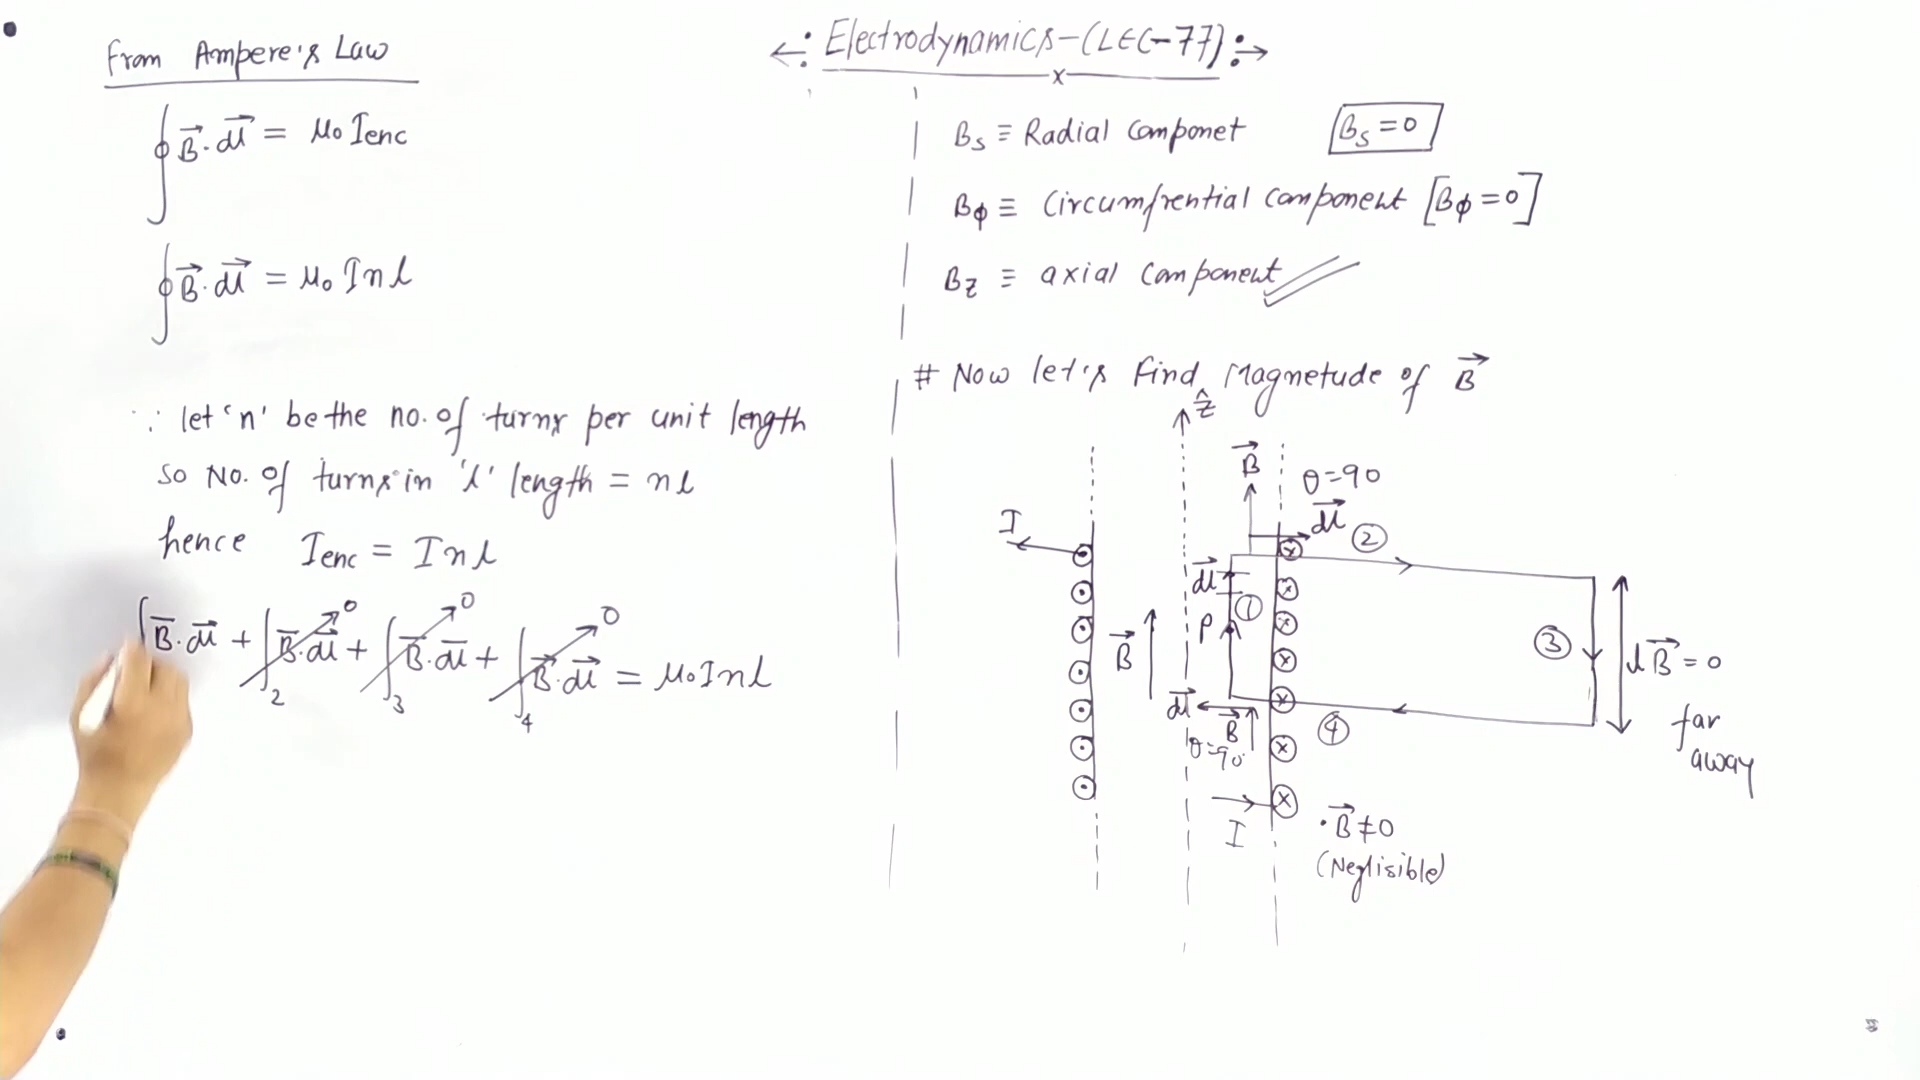 Electrodynamics-(LEC-77)
From Ampere's Law
∮B⃗.dl⃗ = μ₀Ienc
∮B⃗.dl⃗ = μ₀Inl
∵ let 'n' be the no. of turns per unit length
so No. of turns in 'l' length = nl
hence Ienc = Inl
∫B⃗.dl⃗ + ∫₂B⃗.dl⃗ 0 + ∫₃B⃗.dl⃗ 0 + ∫₄B⃗.dl⃗ 0 = μ₀Inl
Bs ≡ Radial Componet Bs = 0
Bφ ≡ Circumfrential Component [Bφ = 0]
Bz ≡ axial Component
# Now let's Find Magnetude of B⃗
ẑ
B⃗
θ=90
I
dl⃗
②
dl⃗
①
P
B⃗
③
l
B⃗ = 0
far
away
dl⃗
B⃗
θ=90
④
I
.B⃗≠0
(Neglisible)